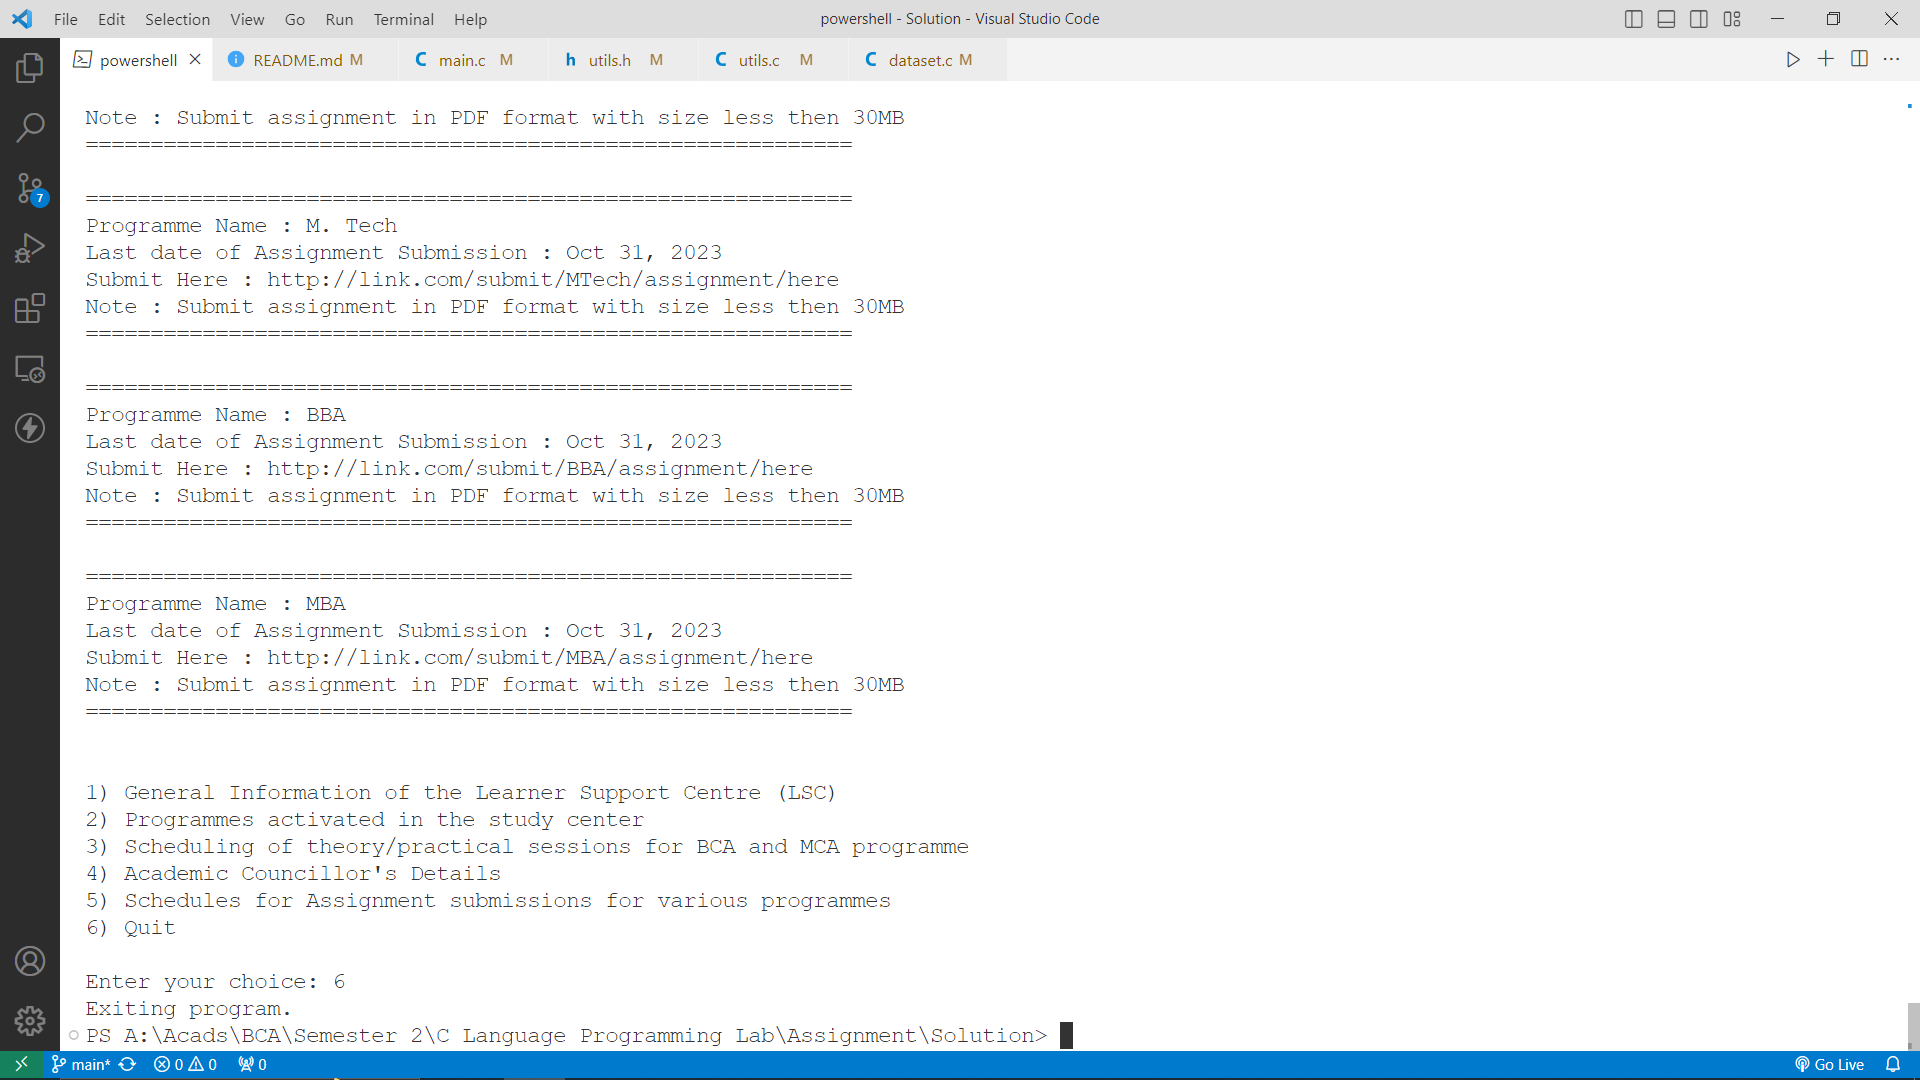 File Edit Selection View Go Run Terminal Help
powershell - Solution - Visual Studio Code
powershell README.md M main.c M utils.h M utils.c M dataset.c M
Note : Submit assignment in PDF format with size less then 30MB
===========================================================
===========================================================
Programme Name : M. Tech
Last date of Assignment Submission : Oct 31, 2023
Submit Here : http://link.com/submit/MTech/assignment/here
Note : Submit assignment in PDF format with size less then 30MB
===========================================================
===========================================================
Programme Name : BBA
Last date of Assignment Submission : Oct 31, 2023
Submit Here : http://link.com/submit/BBA/assignment/here
Note : Submit assignment in PDF format with size less then 30MB
===========================================================
===========================================================
Programme Name : MBA
Last date of Assignment Submission : Oct 31, 2023
Submit Here : http://link.com/submit/MBA/assignment/here
Note : Submit assignment in PDF format with size less then 30MB
===========================================================
1) General Information of the Learner Support Centre (LSC)
2) Programmes activated in the study center
3) Scheduling of theory/practical sessions for BCA and MCA programme
4) Academic Councillor's Details
5) Schedules for Assignment submissions for various programmes
6) Quit
Enter your choice: 6
Exiting program.
PS A:\Acads\BCA\Semester 2\C Language Programming Lab\Assignment\Solution>
7
main* 0 0 0 Go Live